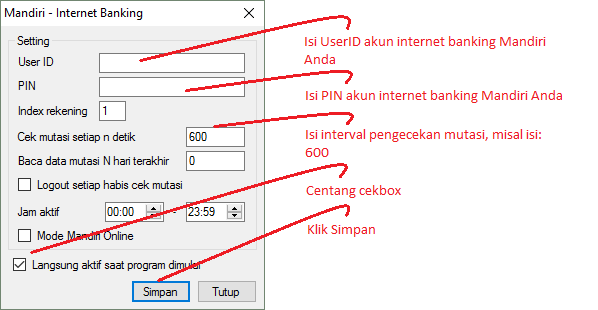 Mandiri - Internet Banking
Setting
User ID
PIN
Index rekening 1
Cek mutasi setiap n detik 600
Baca data mutasi N hari terakhir 0
Logout setiap habis cek mutasi
Jam aktif 00:00 - 23:59
Mode Mandiri Online
Langsung aktif saat program dimulai
Simpan Tutup
Isi UserID akun internet banking Mandiri
Anda
Isi PIN akun internet banking Mandiri Anda
Isi interval pengecekan mutasi, misal isi:
600
Centang cekbox
Klik Simpan